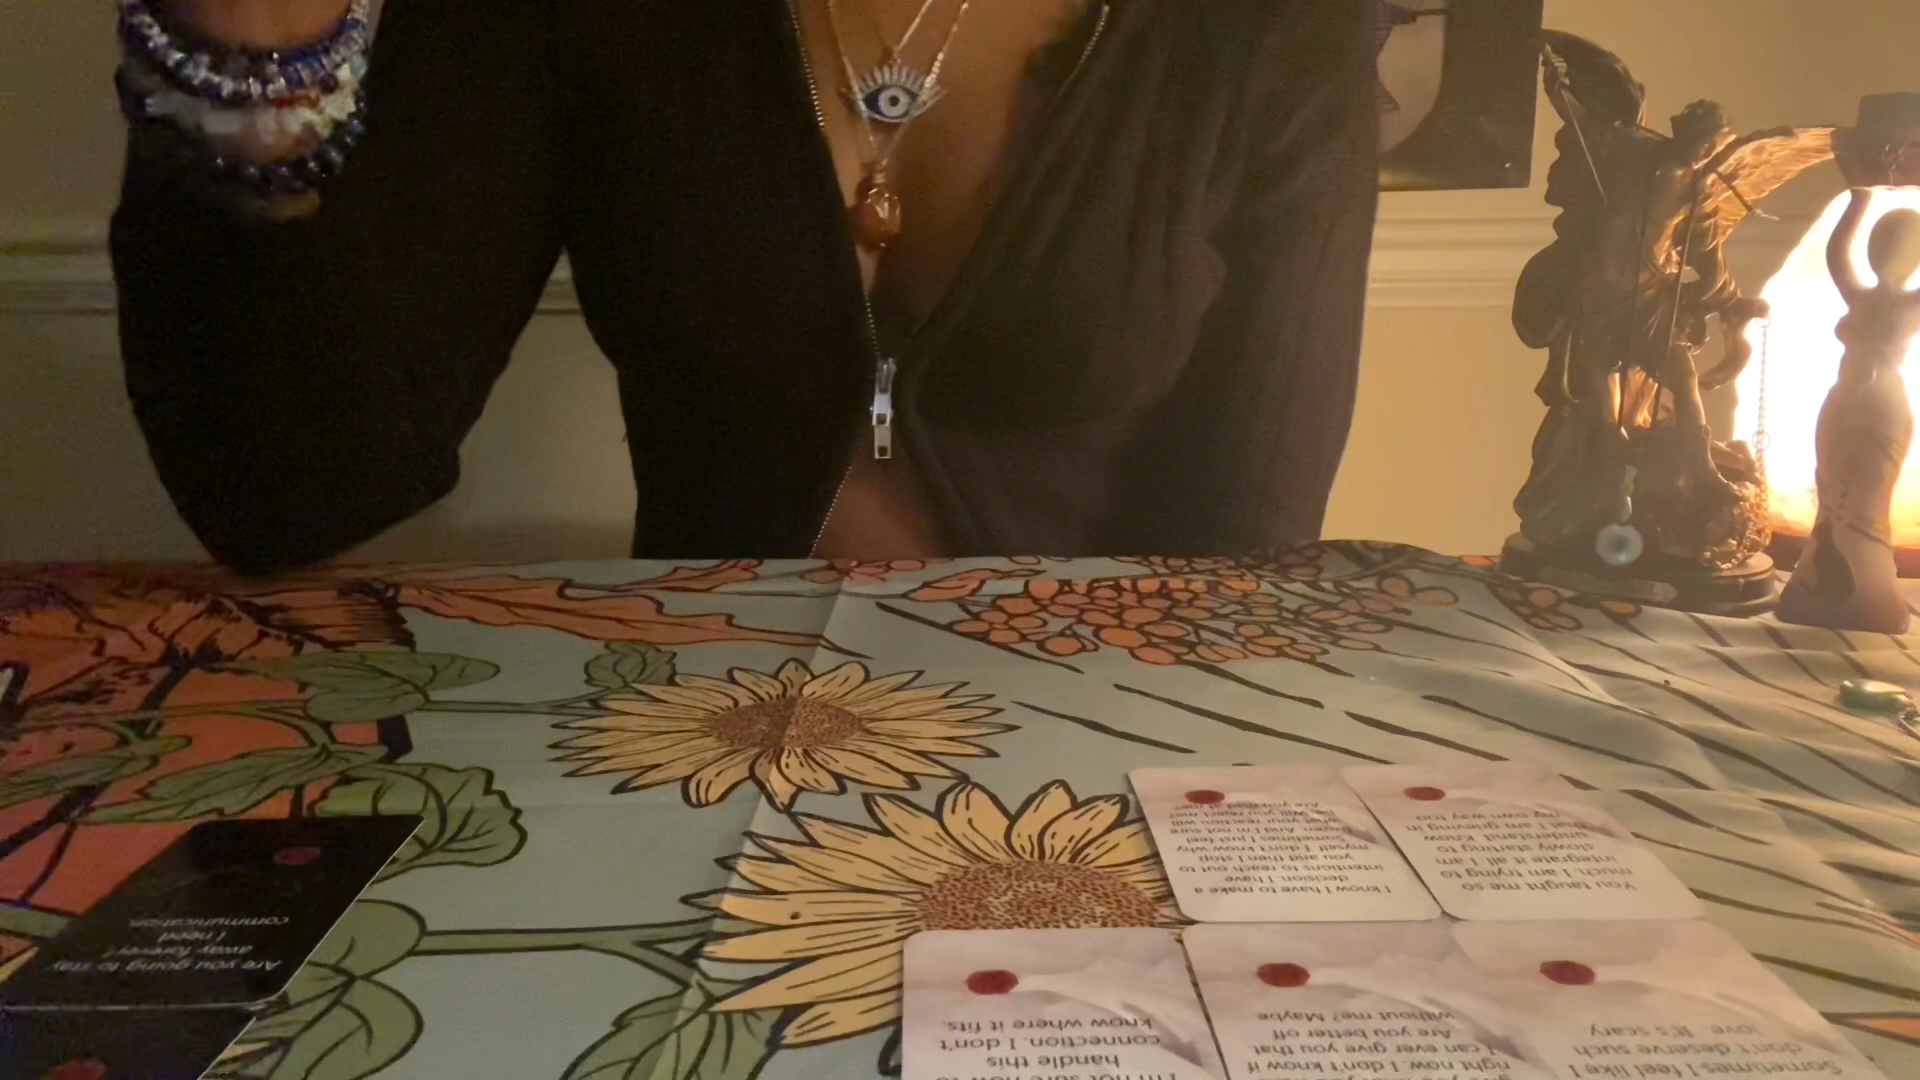 Are you going to stay
away forever?
I need
communication
I know I have to make a
decision. I have
intentions to reach out to
you and then I stop
myself. I don't know why
Sometimes I just feel
frozen. And I'm not sure
what your reaction will
be. Will you reject me?
Are you mad at me?
You taught me so
much. I am trying to
integrate it all. I am
slowly starting to
understand. Know
that I am grieving in
my own way too
I'm not sure how to
handle this
connection. I don't
know where it fits.
right now. I don't know if
I can ever give you that.
Are you better off
without me? Maybe
Sometimes I feel like I
don't deserve such
love. It's scary